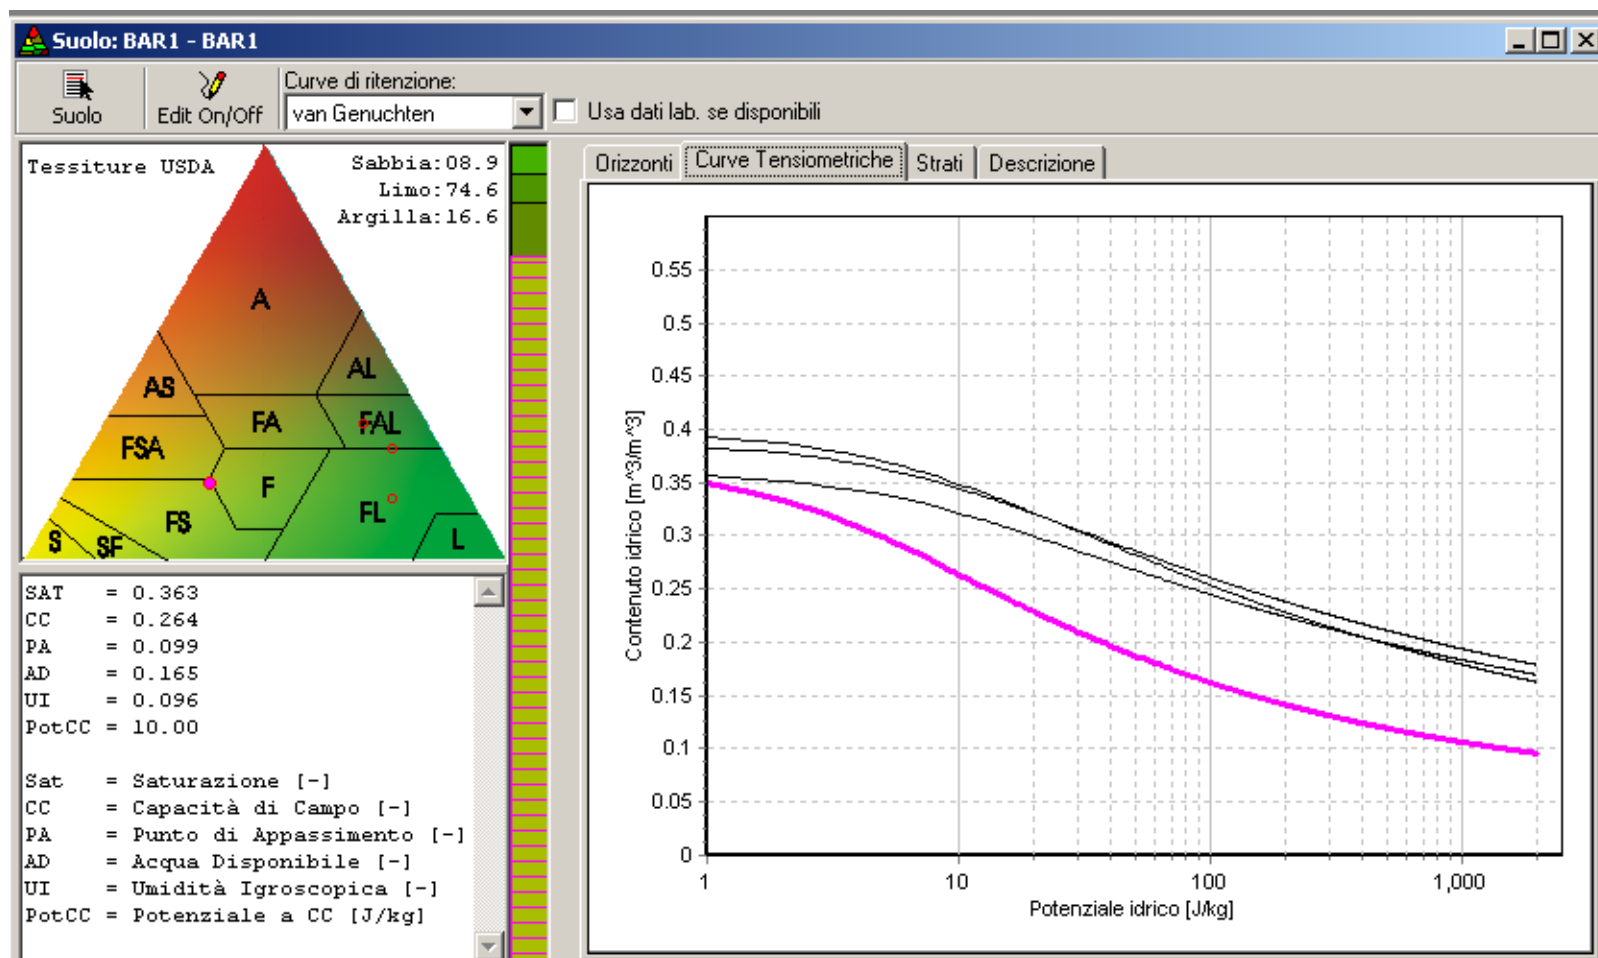 Suolo: BAR1 - BAR1
Curve di ritenzione:
Suolo
Edit On/Off
van Genuchten
Usa dati lab. se disponibili
Tessiture USDA
Sabbia:08.9
Limo:74.6
Argilla:16.6
A
AS
AL
FA
FAL
FSA
F
FS
FL
S
SF
L
SAT = 0.363
CC = 0.264
PA = 0.099
AD = 0.165
UI = 0.096
PotCC = 10.00
Sat = Saturazione [-]
CC = Capacità di Campo [-]
PA = Punto di Appassimento [-]
AD = Acqua Disponibile [-]
UI = Umidità Igroscopica [-]
PotCC = Potenziale a CC [J/kg]
Orizzonti
Curve Tensiometriche
Strati
Descrizione
Contenuto idrico [m^3/m^3]
0.55
0.5
0.45
0.4
0.35
0.3
0.25
0.2
0.15
0.1
0.05
0
1
10
100
1,000
Potenziale idrico [J/kg]